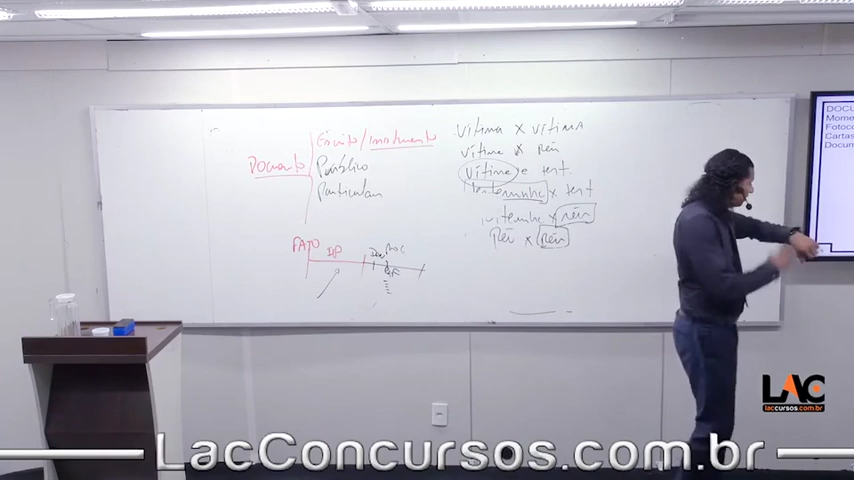 Escrito / instrumento
Documento
Público
Particular
vítima x vítima
vítima x Réu
vítima e test.
testemunha x test
x réu
Réu x Réu
FATO
IP
DOCU
Mome
Fotoco
Cartas
Docum
LAC
laccursos.com.br
LacConcursos.com.br